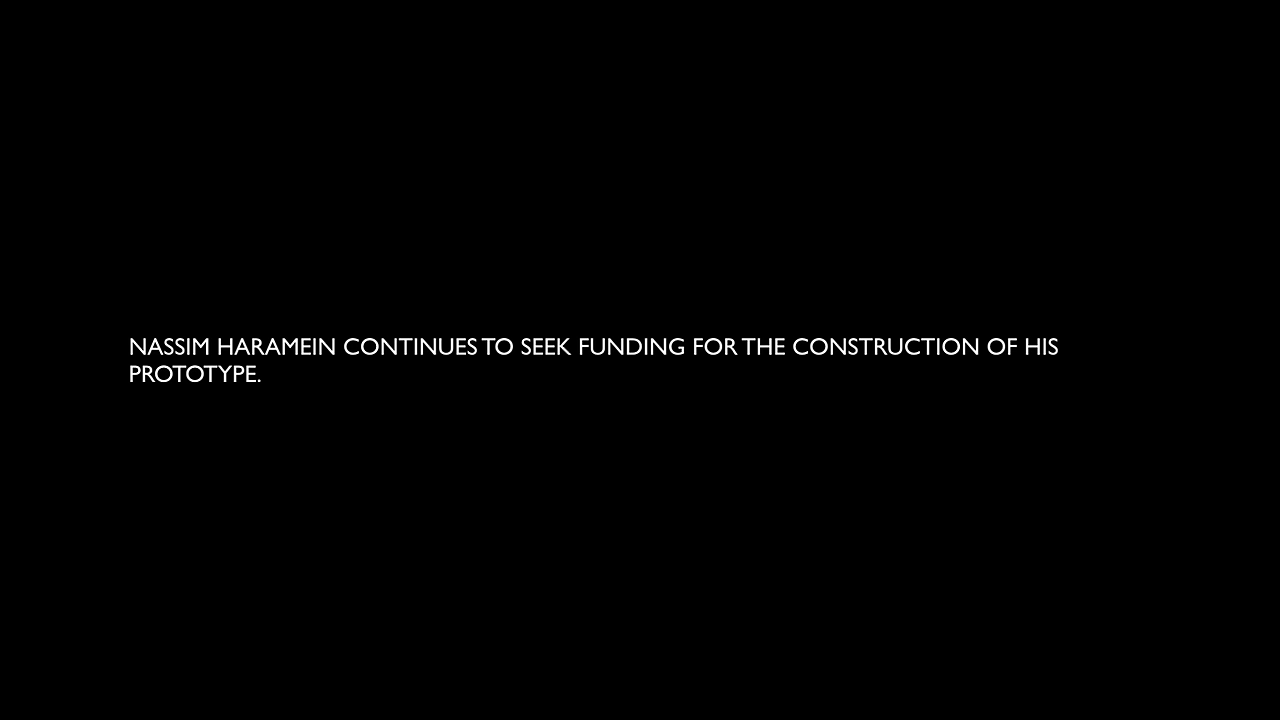 NASSIM HARAMEIN CONTINUES TO SEEK FUNDING FOR THE CONSTRUCTION OF HIS
PROTOTYPE.